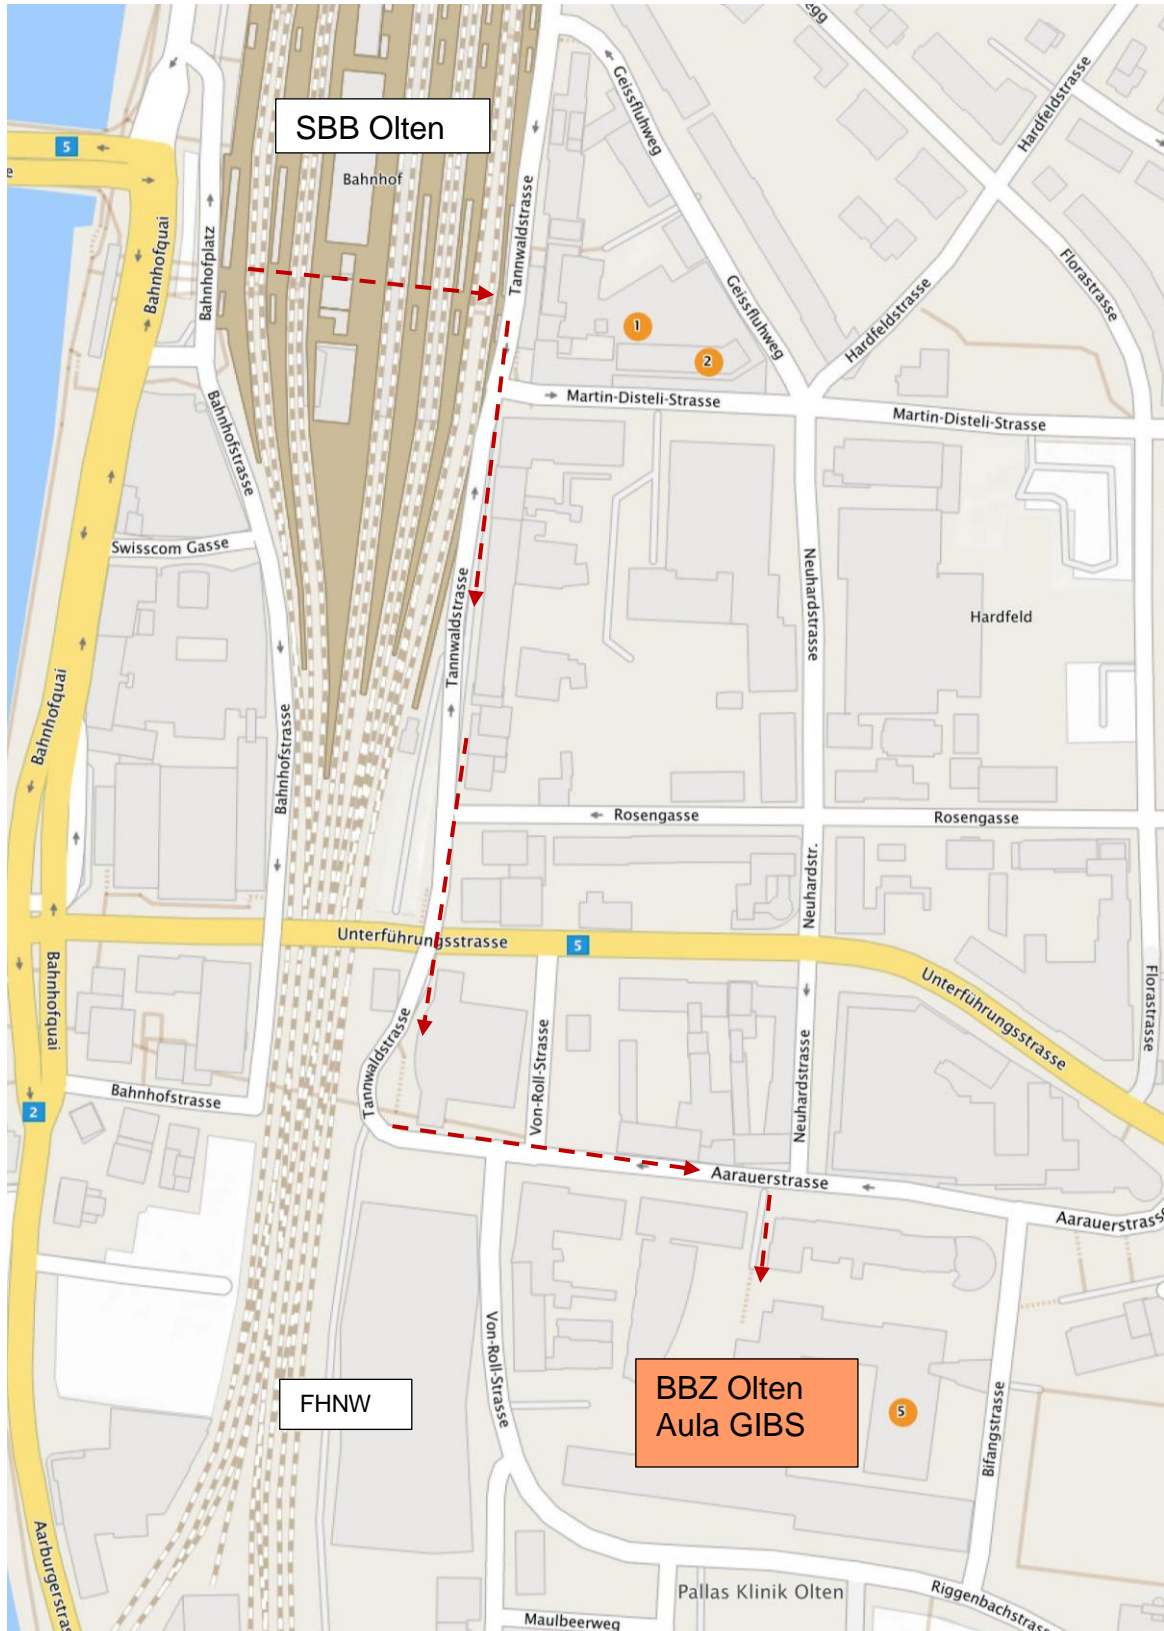 egg
5
e
SBB Olten
Bahnhof
Geissfluhweg
Hardfeldstrasse
Tannwaldstrasse
Bahnhofquai
Bahnhofplatz
Florastrasse
Geissfluhweg
Hardfeldstrasse
1
2
Martin-Disteli-Strasse
Martin-Disteli-Strasse
Bahnhofstrasse
Swisscom Gasse
Neuhardstrasse
Hardfeld
Tannwaldstrasse
Bahnhofquai
Bahnhofstrasse
Rosengasse
Rosengasse
Neuhardstr.
Unterführungsstrasse
5
Unterführungsstrasse
Bahnhofquai
Florastrasse
Tannwaldstrasse
Von-Roll-Strasse
Neuhardstrasse
Bahnhofstrasse
2
Aarauerstrasse
Aarauerstrasse
Von-Roll-Strasse
FHNW
BBZ Olten
Aula GIBS
5
Bifangstrasse
Aarburgerstras
Pallas Klinik Olten
Riggenbachstrasse
Maulbeerweg